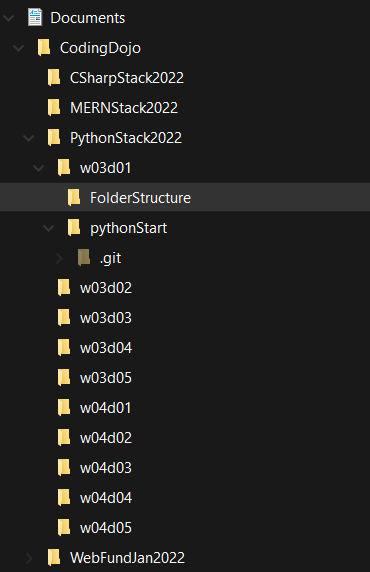 Documents
CodingDojo
CSharpStack2022
MERNStack2022
PythonStack2022
w03d01
FolderStructure
pythonStart
.git
w03d02
w03d03
w03d04
w03d05
w04d01
w04d02
w04d03
w04d04
w04d05
WebFundJan2022